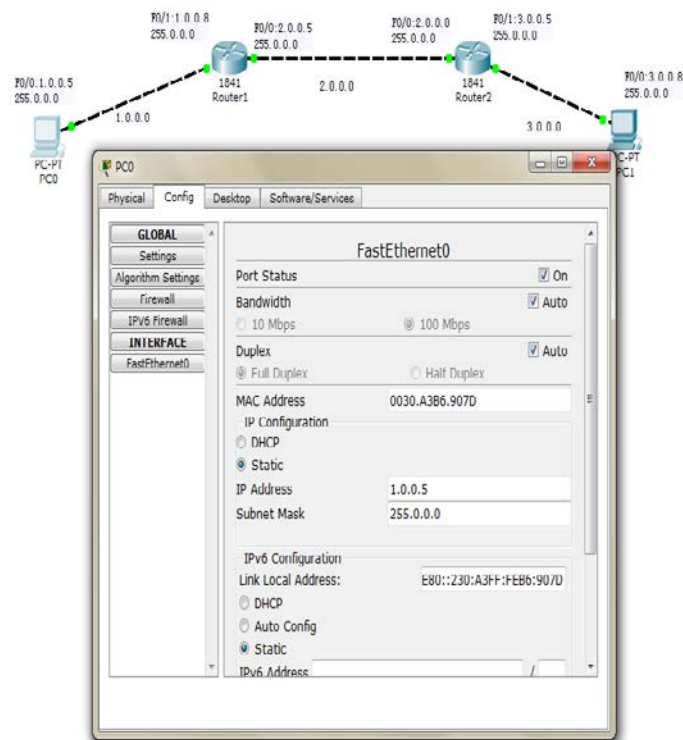 F0/1:1.0.0.8
255.0.0.0
F0/0:2.0.0.5
255.0.0.0
F0/0:2.0.0.0
255.0.0.0
F0/1:3.0.0.5
255.0.0.0
F0/0.1.0.0.5
255.0.0.0
F0/0:3.0.0.8
255.0.0.0
1841
Router1
2.0.0.0
1841
Router2
1.0.0.0
3.0.0.0
PC-PT
PC0
C-PT
PC1
PC0
Physical Config Desktop Software/Services
GLOBAL
Settings
Algorithm Settings
Firewall
IPV6 Firewall
INTERFACE
FastEthernet0
FastEthernet0
Port Status On
Bandwidth Auto
10 Mbps 100 Mbps
Duplex Auto
Full Duplex Half Duplex
MAC Address 0030.A3B6.907D
IP Configuration
DHCP
Static
IP Address 1.0.0.5
Subnet Mask 255.0.0.0
IPv6 Configuration
Link Local Address: E80::230:A3FF:FEB6:907D
DHCP
Auto Config
Static
IPv6 Address /